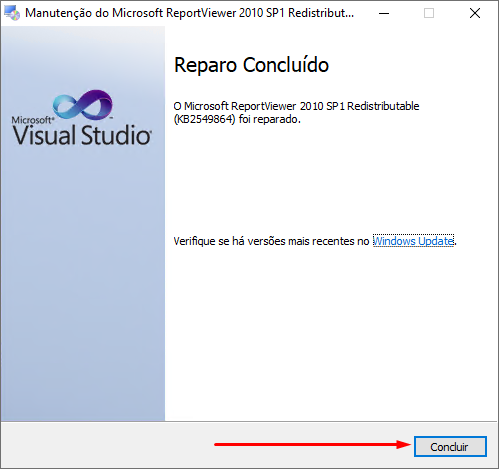 Manutenção do Microsoft ReportViewer 2010 SP1 Redistribut...
Reparo Concluído
O Microsoft ReportViewer 2010 SP1 Redistributable
(KB2549864) foi reparado.
Microsoft®
Visual Studio®
Verifique se há versões mais recentes no Windows Update.
Concluir